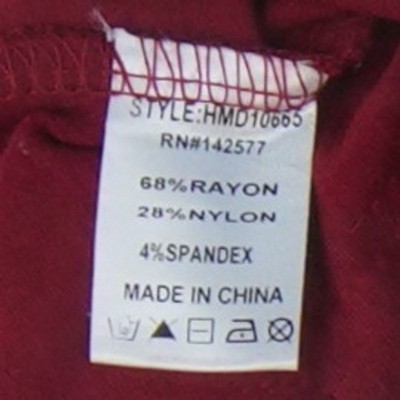 STYLE:HMD10665
RN#142577
68%RAYON
28%NYLON
4%SPANDEX
MADE IN CHINA